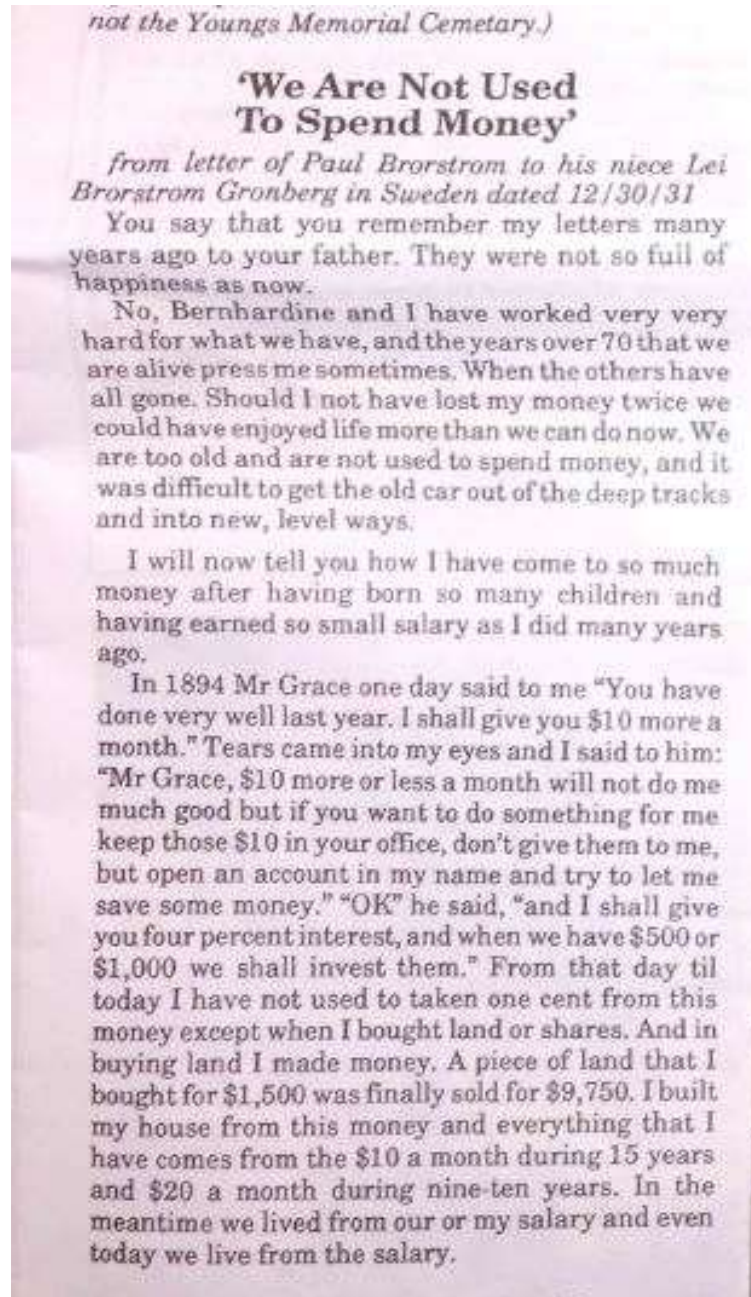 not the Youngs Memorial Cemetary.)
‘We Are Not Used
To Spend Money’
from letter of Paul Brorstrom to his niece Lei
Brorstrom Gronberg in Sweden dated 12/30/31
You say that you remember my letters many
years ago to your father. They were not so full of
happiness as now.
No, Bernhardine and I have worked very very
hard for what we have, and the years over 70 that we
are alive press me sometimes. When the others have
all gone. Should I not have lost my money twice we
could have enjoyed life more than we can do now. We
are too old and are not used to spend money, and it
was difficult to get the old car out of the deep tracks
and into new, level ways.
I will now tell you how I have come to so much
money after having born so many children and
having earned so small salary as I did many years
ago.
In 1894 Mr Grace one day said to me “You have
done very well last year. I shall give you $10 more a
month.” Tears came into my eyes and I said to him:
“Mr Grace, $10 more or less a month will not do me
much good but if you want to do something for me
keep those $10 in your office, don’t give them to me,
but open an account in my name and try to let me
save some money.” “OK” he said, “and I shall give
you four percent interest, and when we have $500 or
$1,000 we shall invest them.” From that day til
today I have not used to taken one cent from this
money except when I bought land or shares. And in
buying land I made money. A piece of land that I
bought for $1,500 was finally sold for $9,750. I built
my house from this money and everything that I
have comes from the $10 a month during 15 years
and $20 a month during nine-ten years. In the
meantime we lived from our or my salary and even
today we live from the salary.